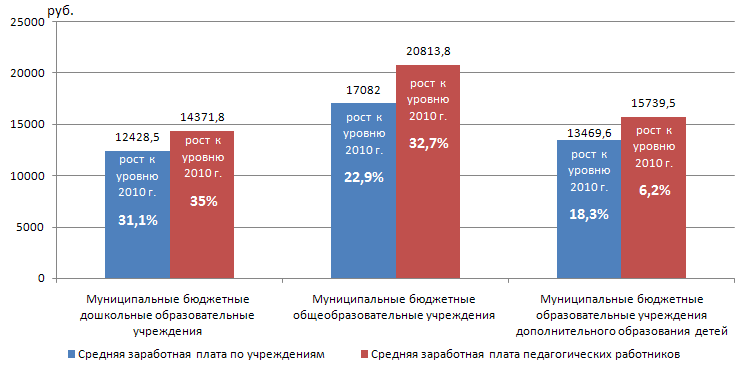 руб.
25000
20000
15000
10000
5000
0
12428,5
рост к
уровню
2010 г.
31,1%
14371,8
рост к
уровню
2010 г.
35%
17082
рост к
уровню
2010 г.
22,9%
20813,8
рост к
уровню
2010 г.
32,7%
13469,6
рост к
уровню
2010 г.
18,3%
15739,5
рост к
уровню
2010 г.
6,2%
Муниципальные бюджетные
дошкольные образовательные
учреждения
Муниципальные бюджетные
общеобразовательные учреждения
Муниципальные бюджетные
образовательные учреждения
дополнительного образования детей
Средняя заработная плата по учреждениям
Средняя заработная плата педагогических работников